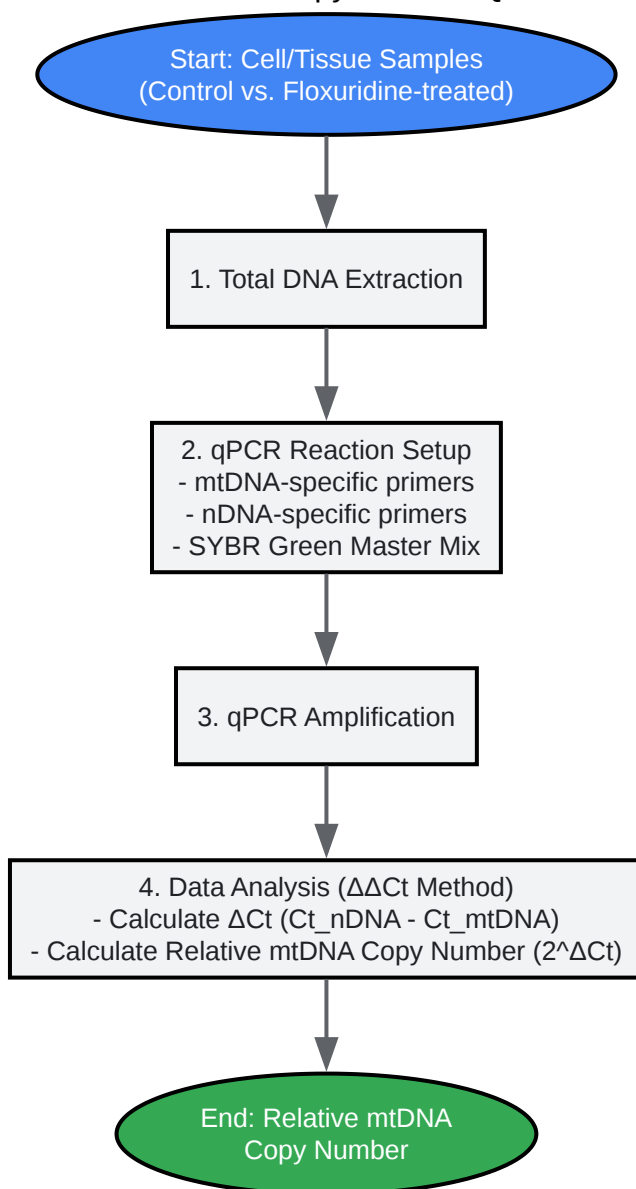 Start: Cell/Tissue Samples
(Control vs. Floxuridine-treated)
1. Total DNA Extraction
2. qPCR Reaction Setup
- mtDNA-specific primers
- nDNA-specific primers
- SYBR Green Master Mix
3. qPCR Amplification
4. Data Analysis (ΔΔCt Method)
- Calculate ΔCt (Ct_nDNA - Ct_mtDNA)
- Calculate Relative mtDNA Copy Number (2^ΔCt)
End: Relative mtDNA
Copy Number